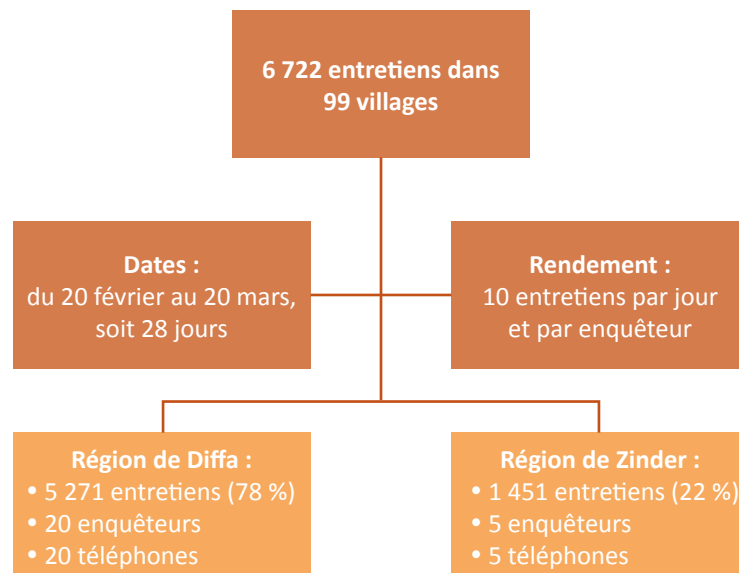 6 722 entretiens dans
99 villages
Dates :
du 20 février au 20 mars,
soit 28 jours
Rendement :
10 entretiens par jour
et par enquêteur
Région de Diffa :
• 5 271 entretiens (78 %)
• 20 enquêteurs
• 20 téléphones
Région de Zinder :
• 1 451 entretiens (22 %)
• 5 enquêteurs
• 5 téléphones